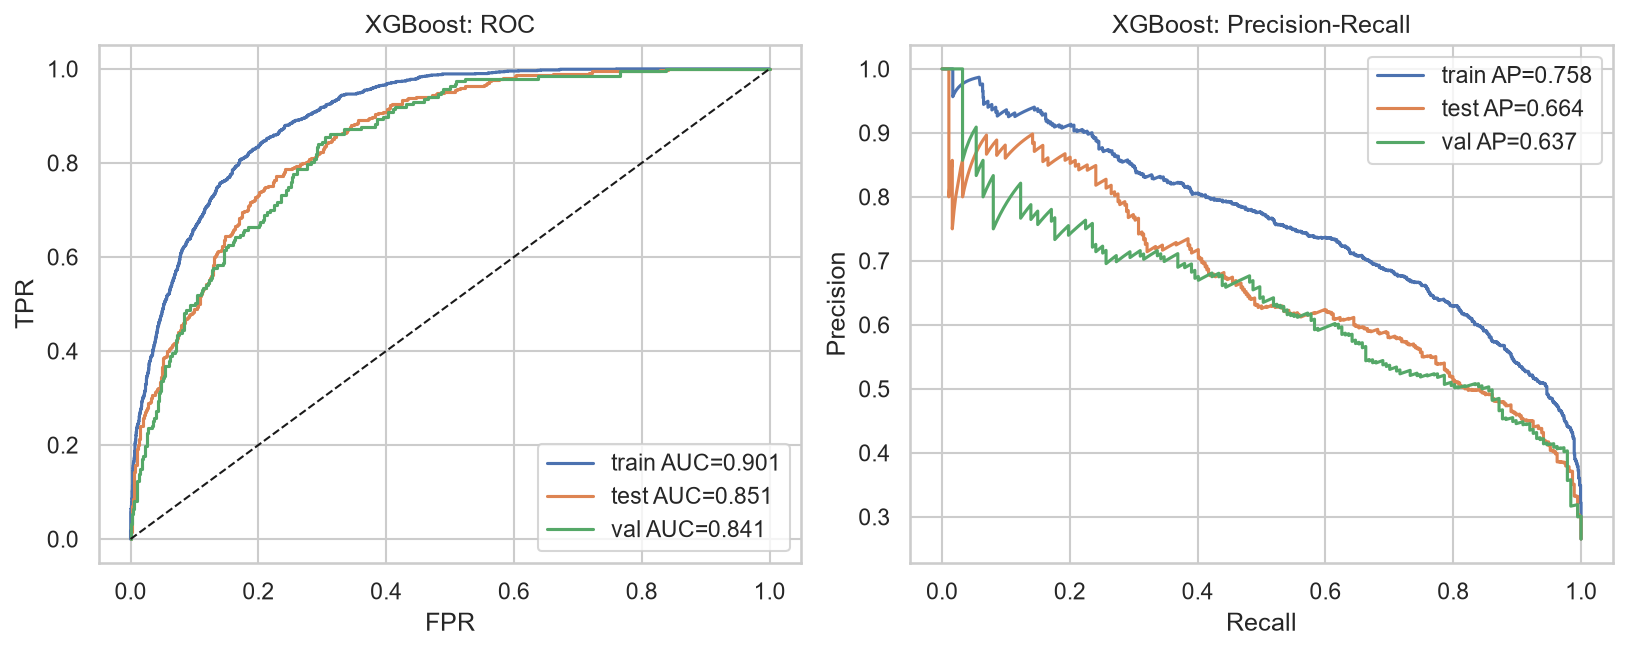 XGBoost: ROC
TPR
1.0
0.8
0.6
0.4
0.2
0.0
train AUC=0.901
test AUC=0.851
val AUC=0.841
0.0 0.2 0.4 0.6 0.8 1.0
FPR
XGBoost: Precision-Recall
Precision
1.0
0.9
0.8
0.7
0.6
0.5
0.4
0.3
train AP=0.758
test AP=0.664
val AP=0.637
0.0 0.2 0.4 0.6 0.8 1.0
Recall